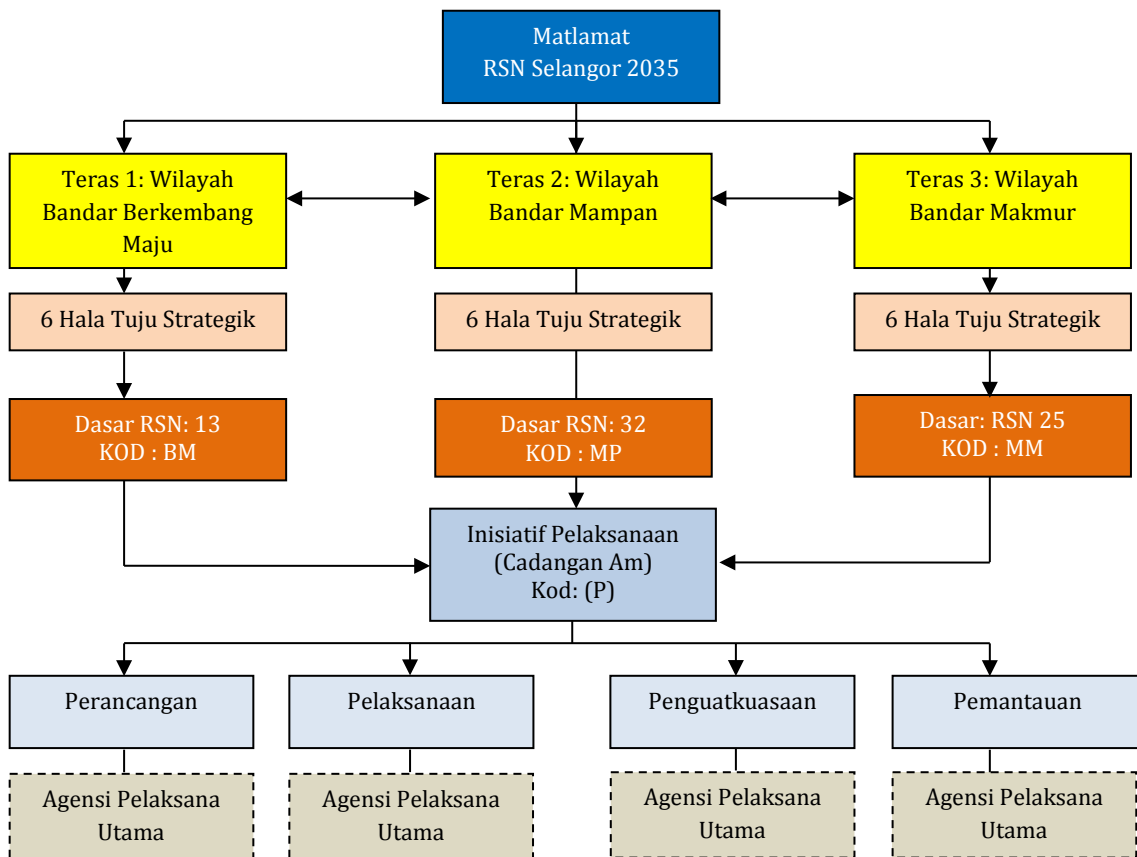 Matlamat
RSN Selangor 2035
Teras 1: Wilayah
Bandar Berkembang
Maju
Teras 2: Wilayah
Bandar Mampan
Teras 3: Wilayah
Bandar Makmur
6 Hala Tuju Strategik
6 Hala Tuju Strategik
6 Hala Tuju Strategik
Dasar RSN: 13
KOD : BM
Dasar RSN: 32
KOD : MP
Dasar: RSN 25
KOD : MM
Inisiatif Pelaksanaan
(Cadangan Am)
Kod: (P)
Perancangan
Pelaksanaan
Penguatkuasaan
Pemantauan
Agensi Pelaksana
Utama
Agensi Pelaksana
Utama
Agensi Pelaksana
Utama
Agensi Pelaksana
Utama